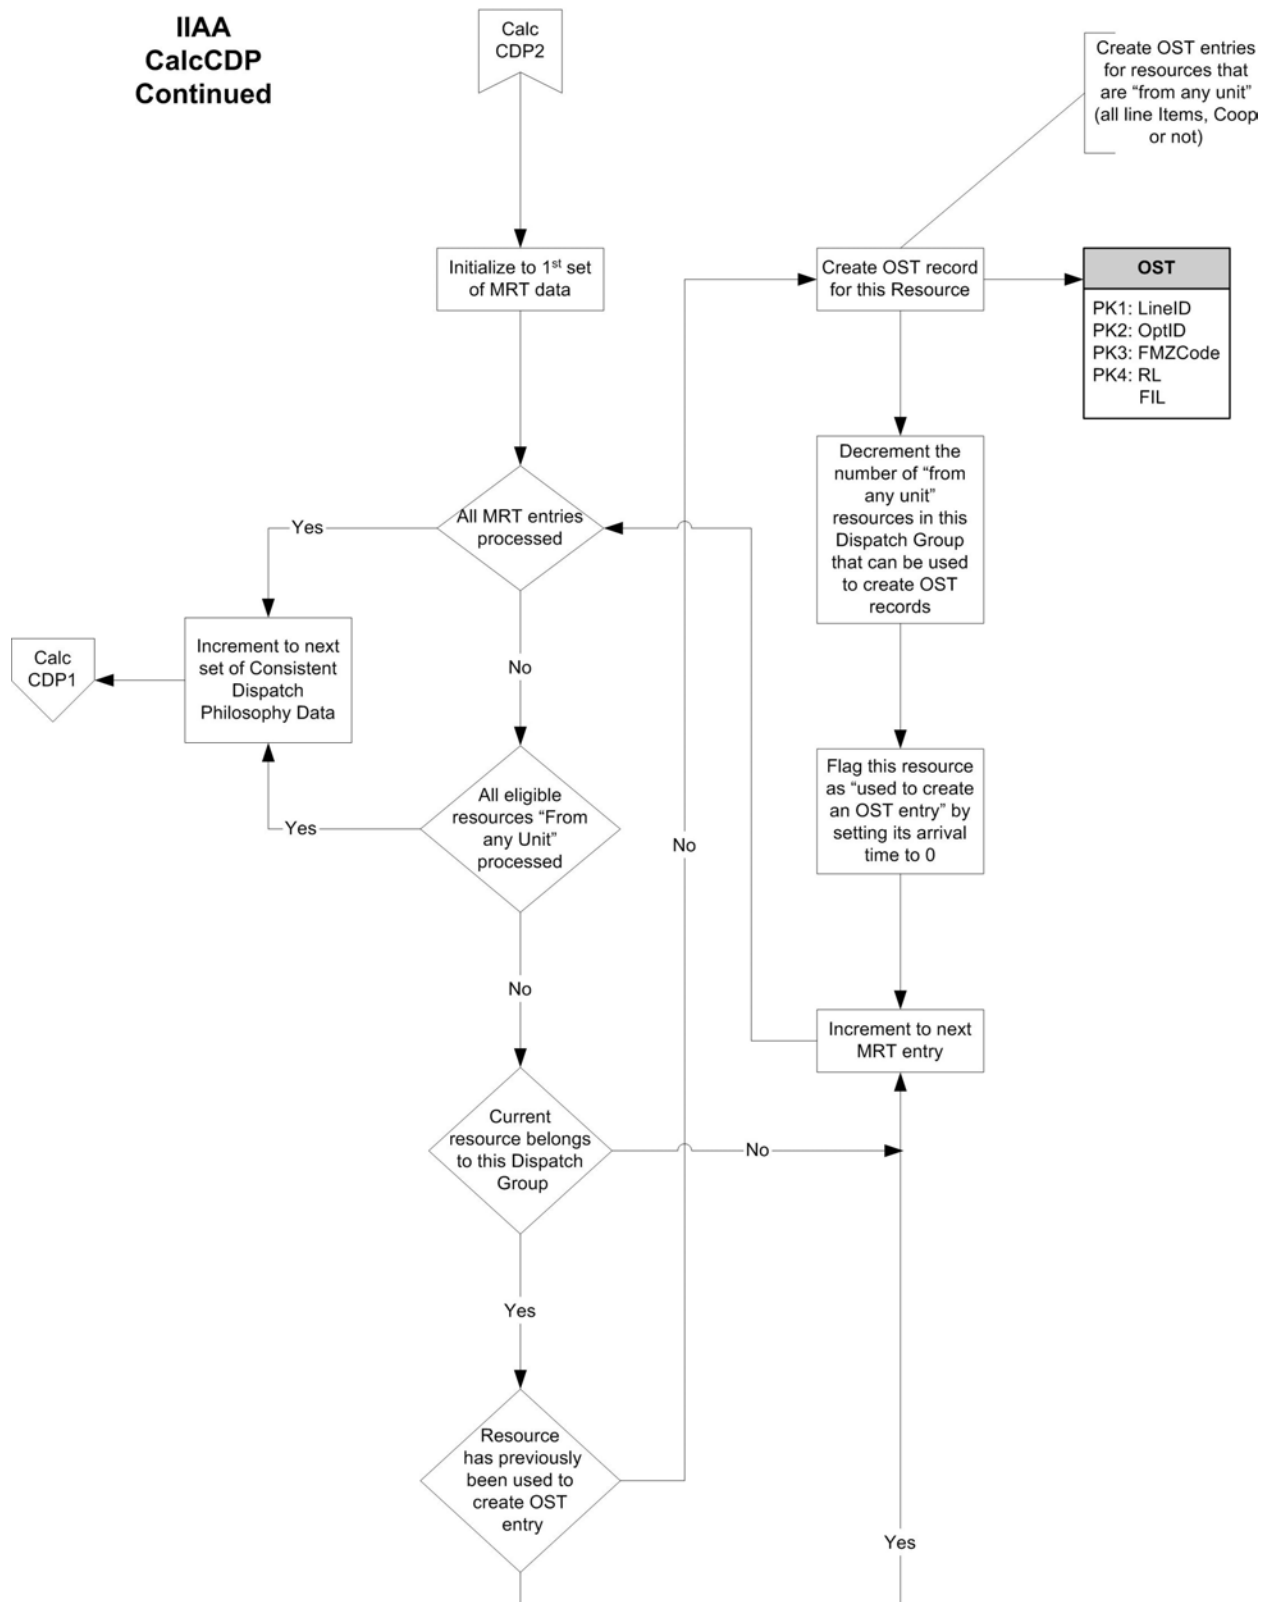 IIAA
CalcCDP
Continued
Calc
CDP2
Create OST entries
for resources that
are “from any unit”
(all line Items, Coop
or not)
Initialize to 1st set
of MRT data
Create OST record
for this Resource
OST
PK1: LineID
PK2: OptID
PK3: FMZCode
PK4: RL
FIL
Decrement the
number of “from
any unit”
resources in this
Dispatch Group
that can be used
to create OST
records
All MRT entries
processed
Yes
No
Calc
CDP1
Increment to next
set of Consistent
Dispatch
Philosophy Data
All eligible
resources “From
any Unit”
processed
Yes
No
Flag this resource
as “used to create
an OST entry” by
setting its arrival
time to 0
No
Increment to next
MRT entry
Current
resource belongs
to this Dispatch
Group
No
Yes
Resource
has previously
been used to
create OST
entry
Yes